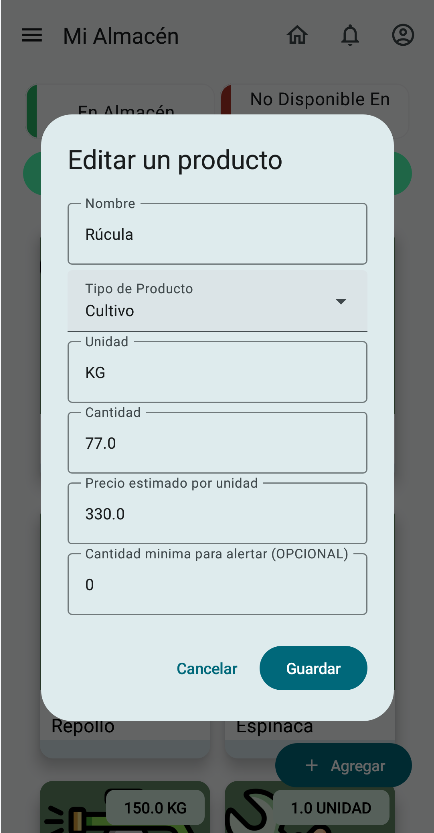 Mi Almacén
En Almacén
No Disponible En
Editar un producto
Nombre
Rúcula
Tipo de Producto
Cultivo
Unidad
KG
Cantidad
77.0
Precio estimado por unidad
330.0
Cantidad minima para alertar (OPCIONAL)
0
Cancelar
Guardar
Repollo
Espinaca
+ Agregar
150.0 KG
1.0 UNIDAD